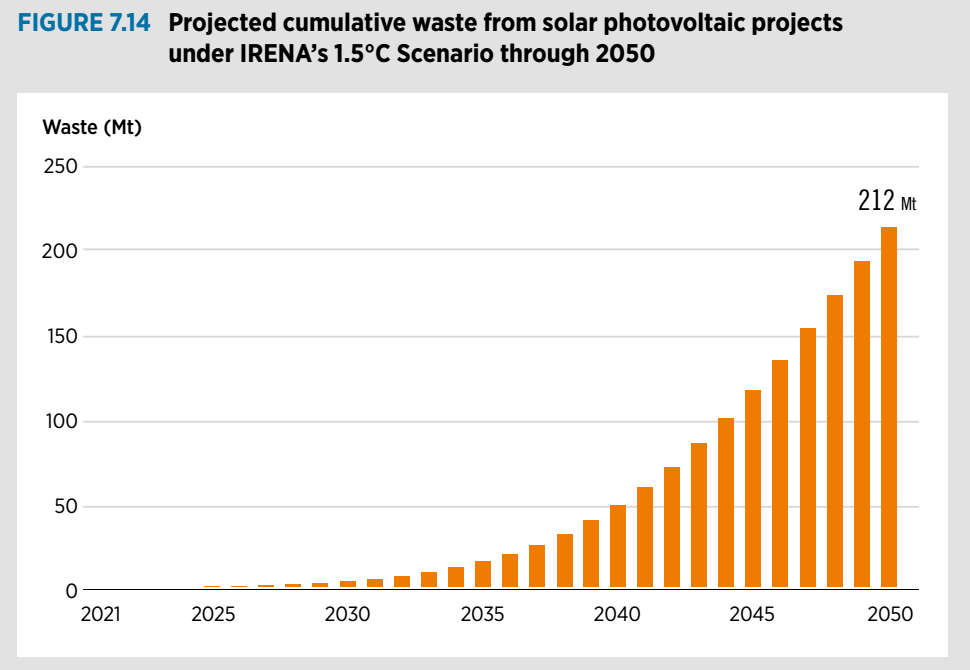 FIGURE 7.14 Projected cumulative waste from solar photovoltaic projects
under IRENA's 1.5°C Scenario through 2050
Waste (Mt)
250
212 Mt
200
150
100
50
0
2021 2025 2030 2035 2040 2045 2050